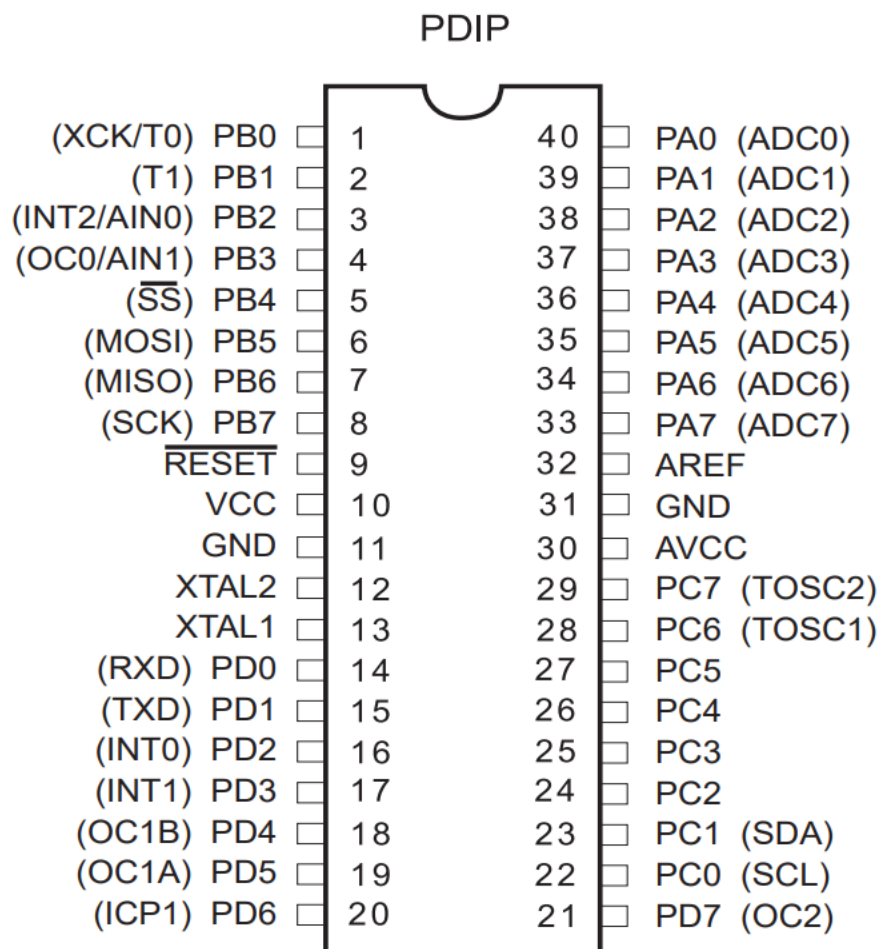 PDIP
(XCK/T0) PB0 1 40 PA0 (ADC0)
(T1) PB1 2 39 PA1 (ADC1)
(INT2/AIN0) PB2 3 38 PA2 (ADC2)
(OC0/AIN1) PB3 4 37 PA3 (ADC3)
(SS) PB4 5 36 PA4 (ADC4)
(MOSI) PB5 6 35 PA5 (ADC5)
(MISO) PB6 7 34 PA6 (ADC6)
(SCK) PB7 8 33 PA7 (ADC7)
RESET 9 32 AREF
VCC 10 31 GND
GND 11 30 AVCC
XTAL2 12 29 PC7 (TOSC2)
XTAL1 13 28 PC6 (TOSC1)
(RXD) PD0 14 27 PC5
(TXD) PD1 15 26 PC4
(INT0) PD2 16 25 PC3
(INT1) PD3 17 24 PC2
(OC1B) PD4 18 23 PC1 (SDA)
(OC1A) PD5 19 22 PC0 (SCL)
(ICP1) PD6 20 21 PD7 (OC2)